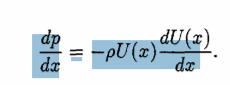 dp/dx ≡ −ρU(x) dU(x)/dx.